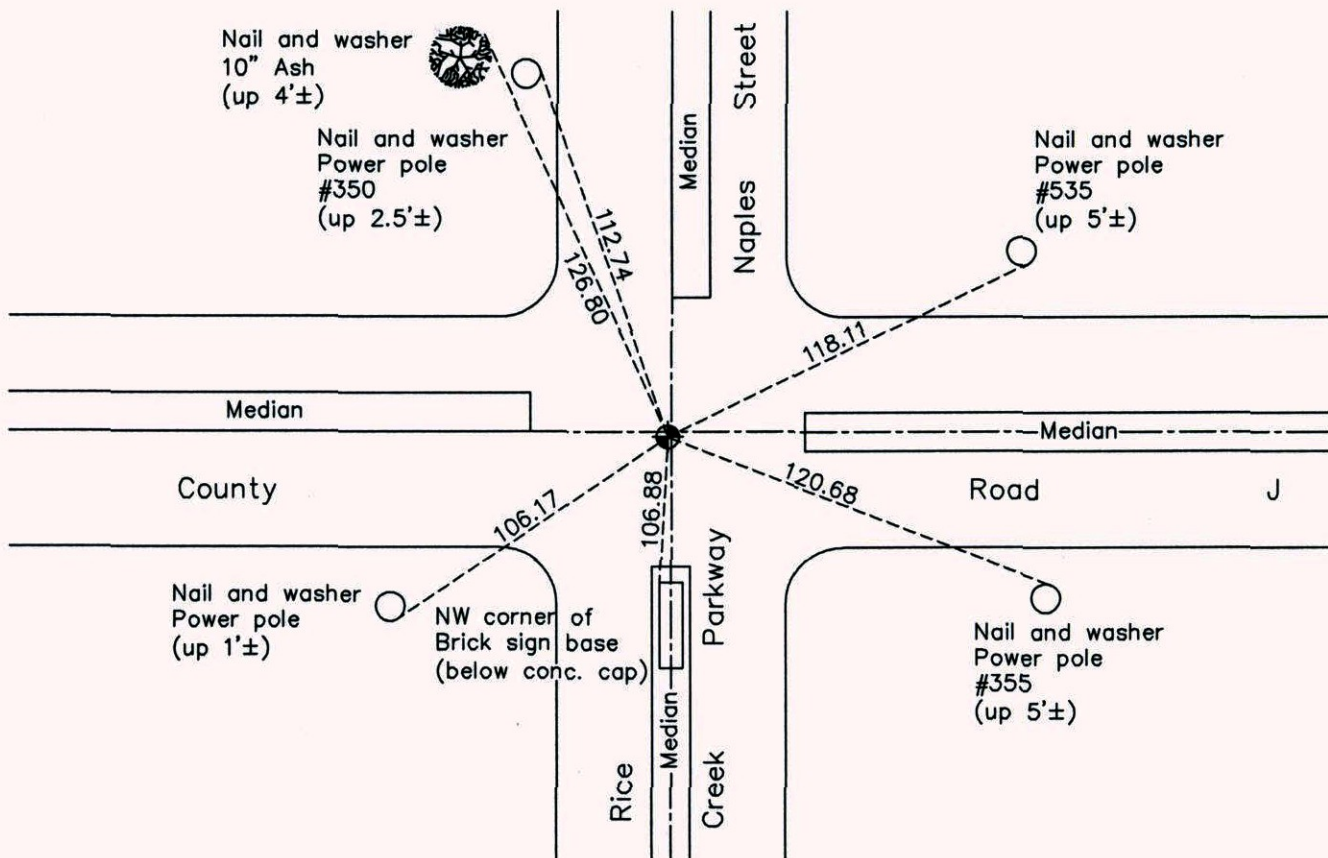 Nail and washer
10" Ash
(up 4'±)
Nail and washer
Power pole
#350
(up 2.5'±)
Median
Naples Street
Nail and washer
Power pole
#535
(up 5'±)
112.74
126.80
118.11
Median
Median
County Road J
106.17
106.88
120.68
Nail and washer
Power pole
(up 1'±)
NW corner of
Brick sign base
(below conc. cap)
Median
Rice Creek Parkway
Nail and washer
Power pole
#355
(up 5'±)